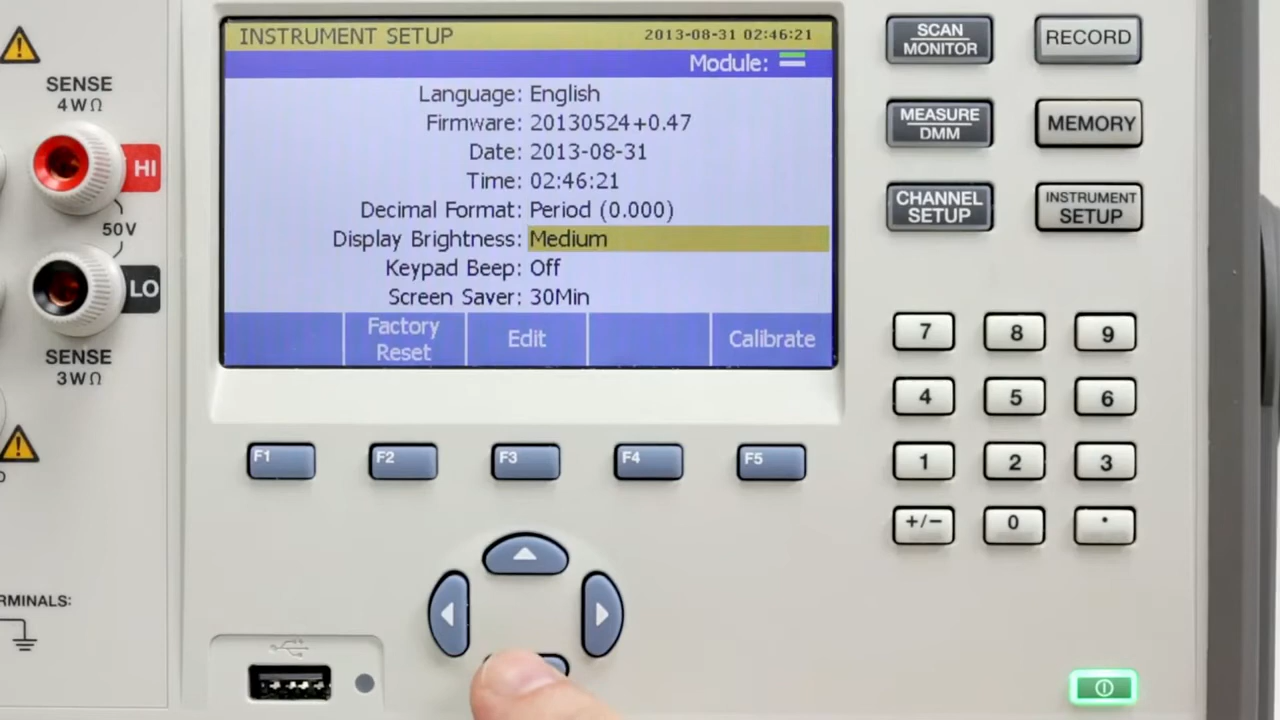 INSTRUMENT SETUP 2013-08-31 02:46:21
Module:
Language: English
Firmware: 20130524+0.47
Date: 2013-08-31
Time: 02:46:21
Decimal Format: Period (0.000)
Display Brightness: Medium
Keypad Beep: Off
Screen Saver: 30Min
Factory Reset
Edit
Calibrate
F1 F2 F3 F4 F5
SENSE
4WΩ
HI
50V
LO
SENSE
3WΩ
RMINALS:
SCAN
MONITOR
RECORD
MEASURE
DMM
MEMORY
CHANNEL
SETUP
INSTRUMENT
SETUP
7 8 9
4 5 6
1 2 3
+/− 0 .